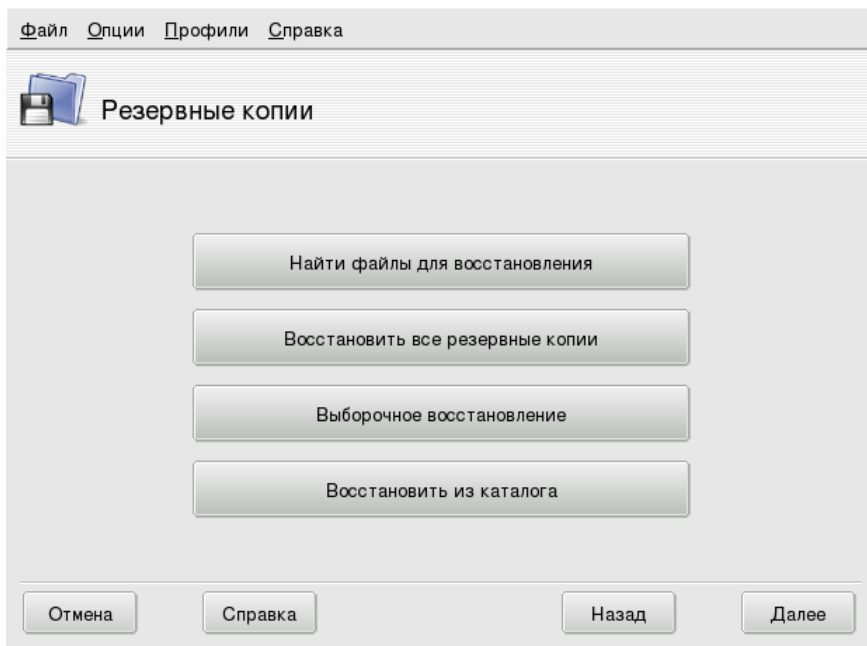 Файл Опции Профили Справка
Резервные копии
Найти файлы для восстановления
Восстановить все резервные копии
Выборочное восстановление
Восстановить из каталога
Отмена Справка Назад Далее